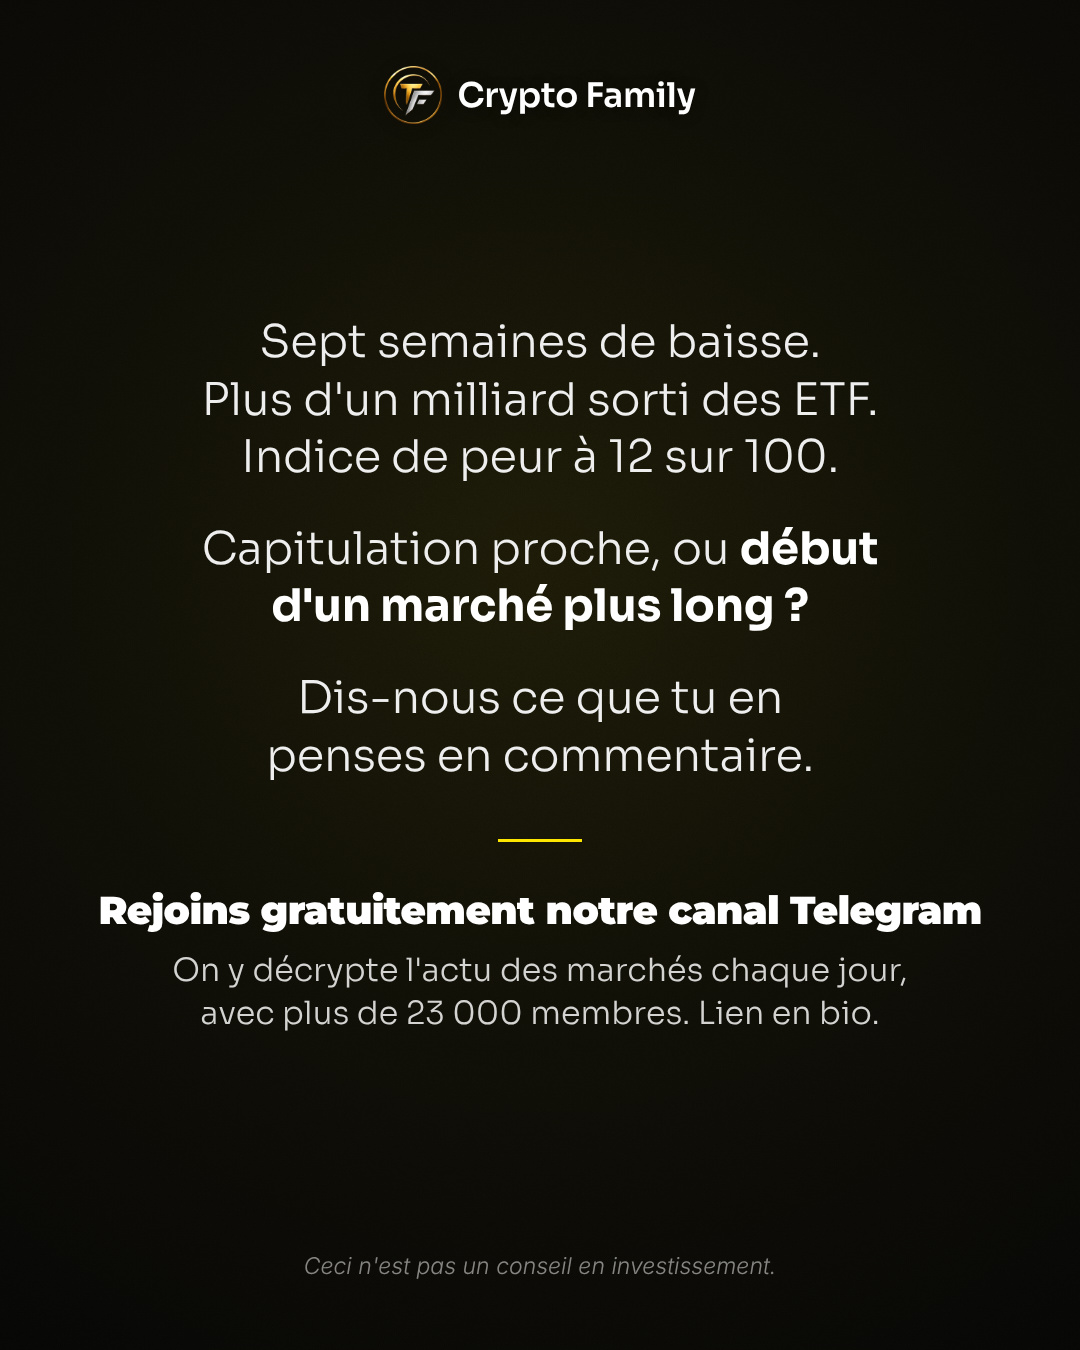 TF Crypto Family
Sept semaines de baisse.
Plus d'un milliard sorti des ETF.
Indice de peur à 12 sur 100.
Capitulation proche, ou début
d'un marché plus long ?
Dis-nous ce que tu en
penses en commentaire.
Rejoins gratuitement notre canal Telegram
On y décrypte l'actu des marchés chaque jour,
avec plus de 23 000 membres. Lien en bio.
Ceci n'est pas un conseil en investissement.